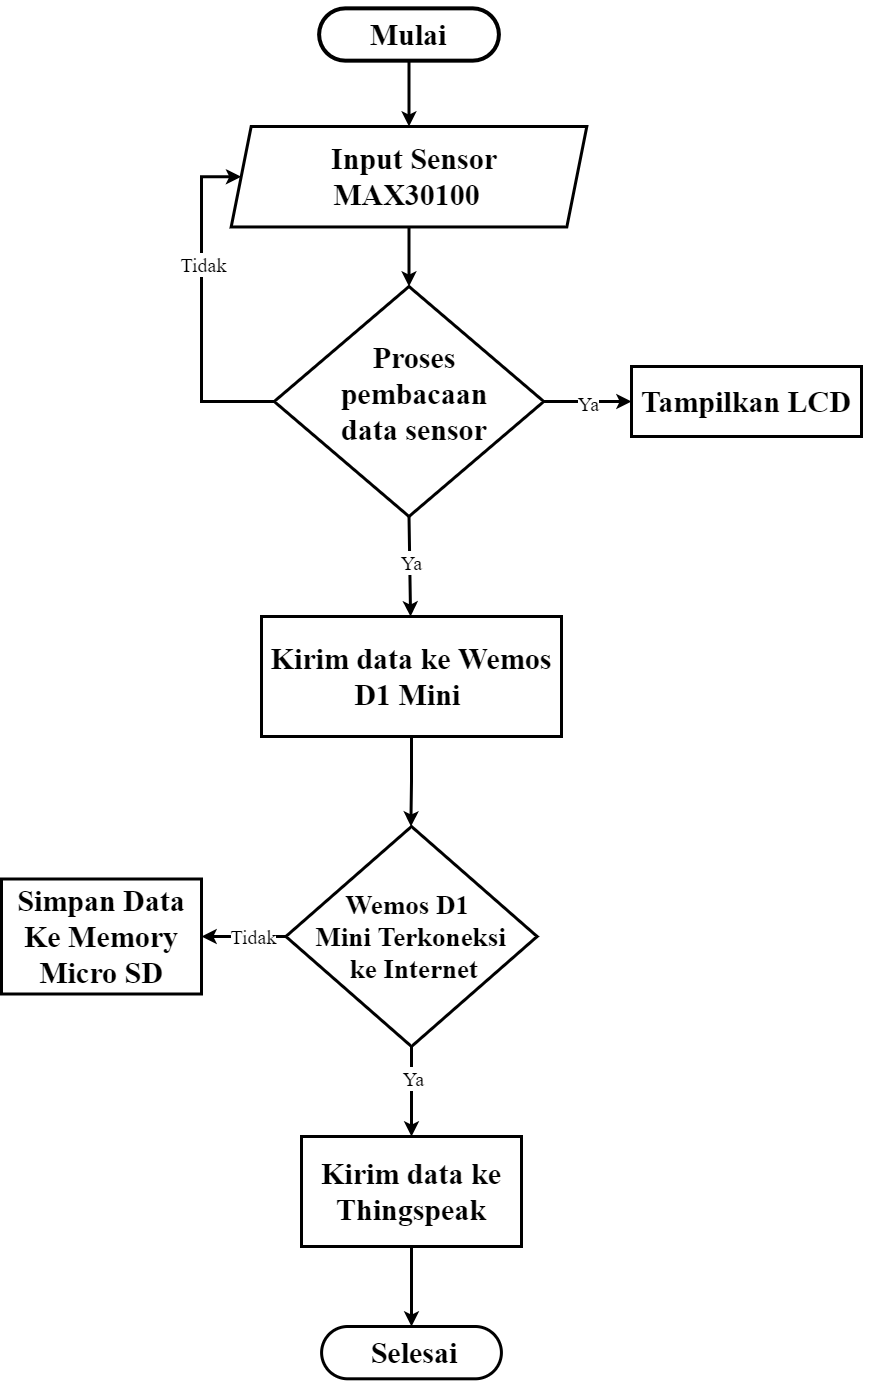 Mulai
Input Sensor
MAX30100
Tidak
Proses
pembacaan
data sensor
Ya
Tampilkan LCD
Ya
Kirim data ke Wemos
D1 Mini
Wemos D1
Mini Terkoneksi
ke Internet
Tidak
Simpan Data
Ke Memory
Micro SD
Ya
Kirim data ke
Thingspeak
Selesai